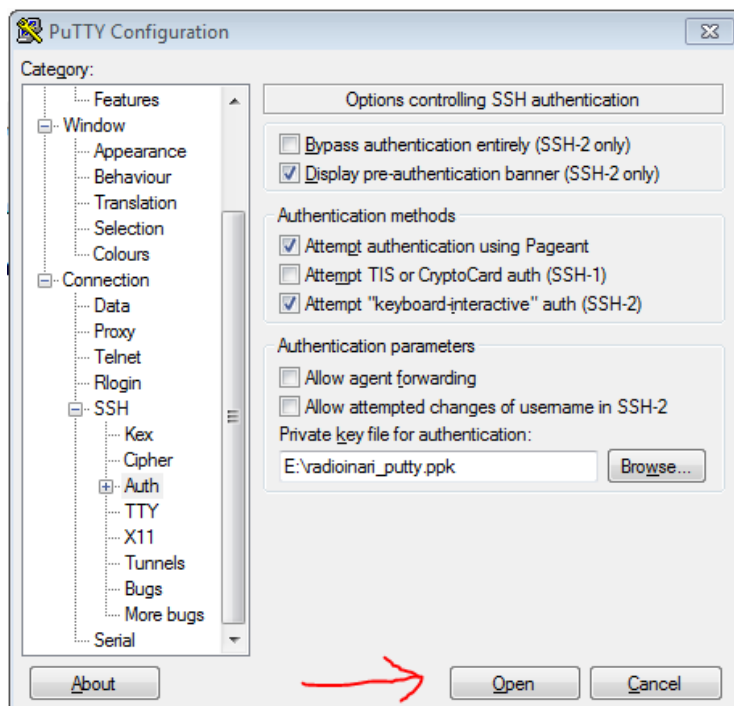 PuTTY Configuration
Category:
Features
Window
Appearance
Behaviour
Translation
Selection
Colours
Connection
Data
Proxy
Telnet
Rlogin
SSH
Kex
Cipher
Auth
TTY
X11
Tunnels
Bugs
More bugs
Serial
Options controlling SSH authentication
Bypass authentication entirely (SSH-2 only)
Display pre-authentication banner (SSH-2 only)
Authentication methods
Attempt authentication using Pageant
Attempt TIS or CryptoCard auth (SSH-1)
Attempt "keyboard-interactive" auth (SSH-2)
Authentication parameters
Allow agent forwarding
Allow attempted changes of username in SSH-2
Private key file for authentication:
E:\radioinari_putty.ppk
Browse...
About
Open
Cancel